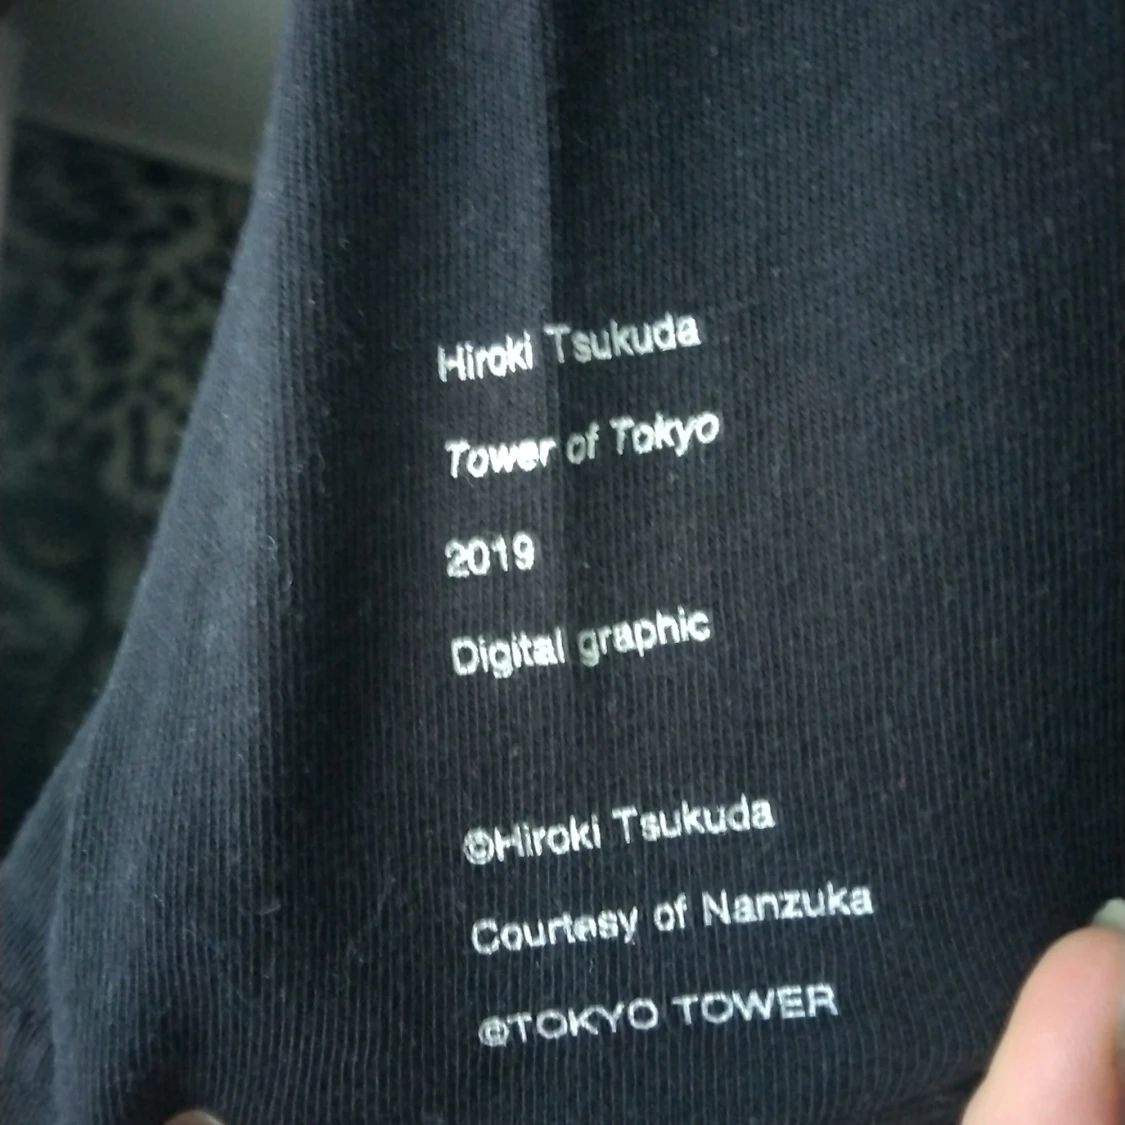 Hiroki Tsukuda
Tower of Tokyo
2019
Digital graphic
©Hiroki Tsukuda
Courtesy of Nanzuka
©TOKYO TOWER